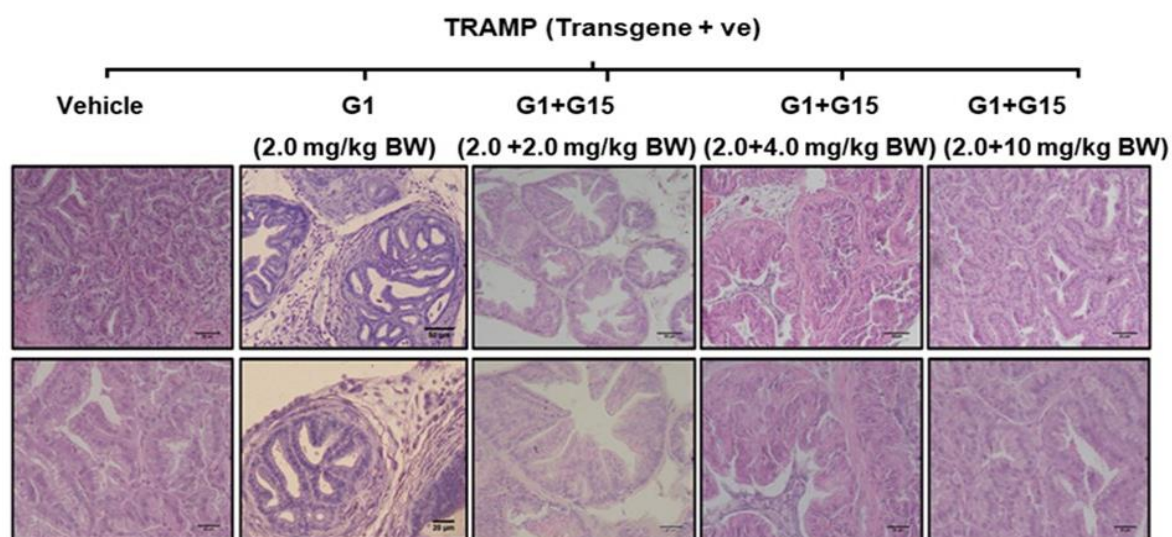 TRAMP (Transgene + ve)
Vehicle G1 G1+G15 G1+G15 G1+G15
(2.0 mg/kg BW) (2.0 +2.0 mg/kg BW) (2.0+4.0 mg/kg BW) (2.0+10 mg/kg BW)
50 µm
20 µm